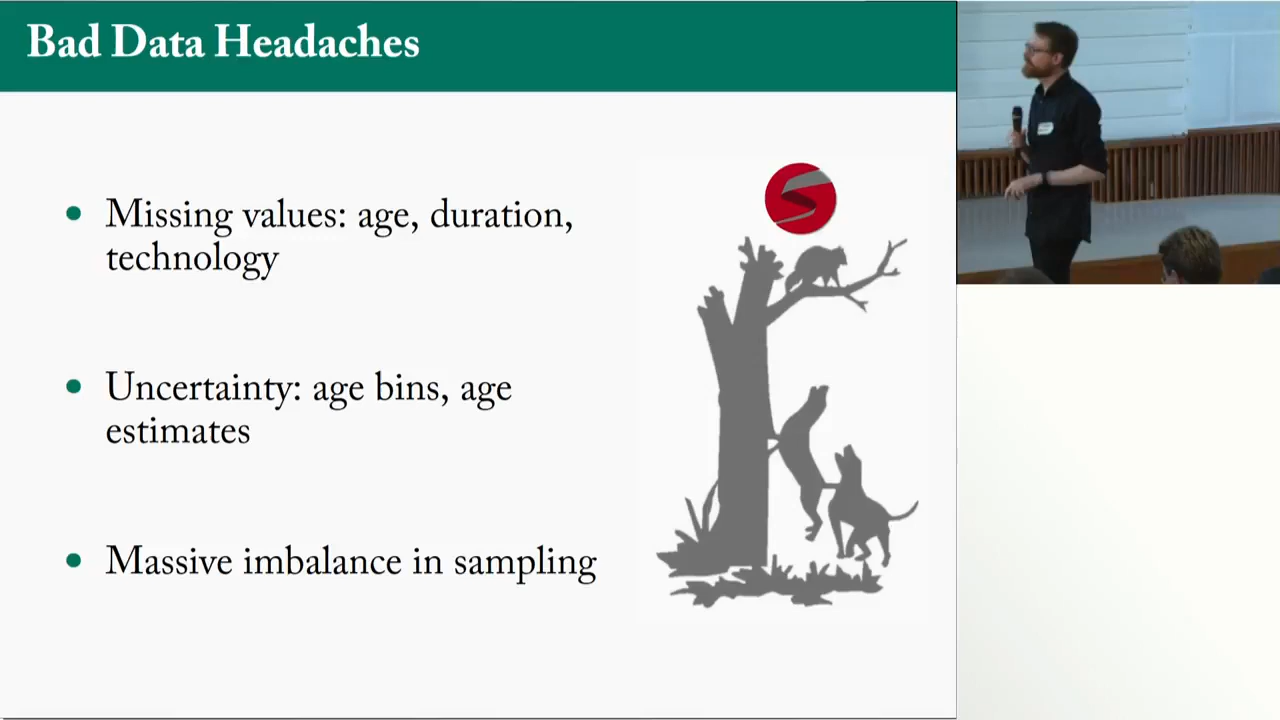 Bad Data Headaches
• Missing values: age, duration,
technology
• Uncertainty: age bins, age
estimates
• Massive imbalance in sampling